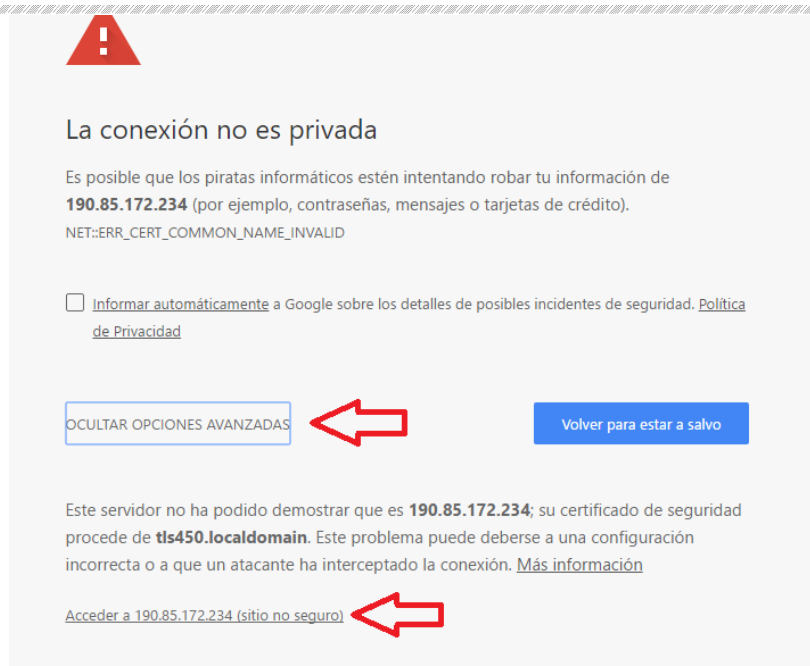 La conexión no es privada
Es posible que los piratas informáticos estén intentando robar tu información de
190.85.172.234 (por ejemplo, contraseñas, mensajes o tarjetas de crédito).
NET::ERR_CERT_COMMON_NAME_INVALID
Informar automáticamente a Google sobre los detalles de posibles incidentes de seguridad. Política
de Privacidad
OCULTAR OPCIONES AVANZADAS
Volver para estar a salvo
Este servidor no ha podido demostrar que es 190.85.172.234; su certificado de seguridad
procede de tls450.localdomain. Este problema puede deberse a una configuración
incorrecta o a que un atacante ha interceptado la conexión. Más información
Acceder a 190.85.172.234 (sitio no seguro)